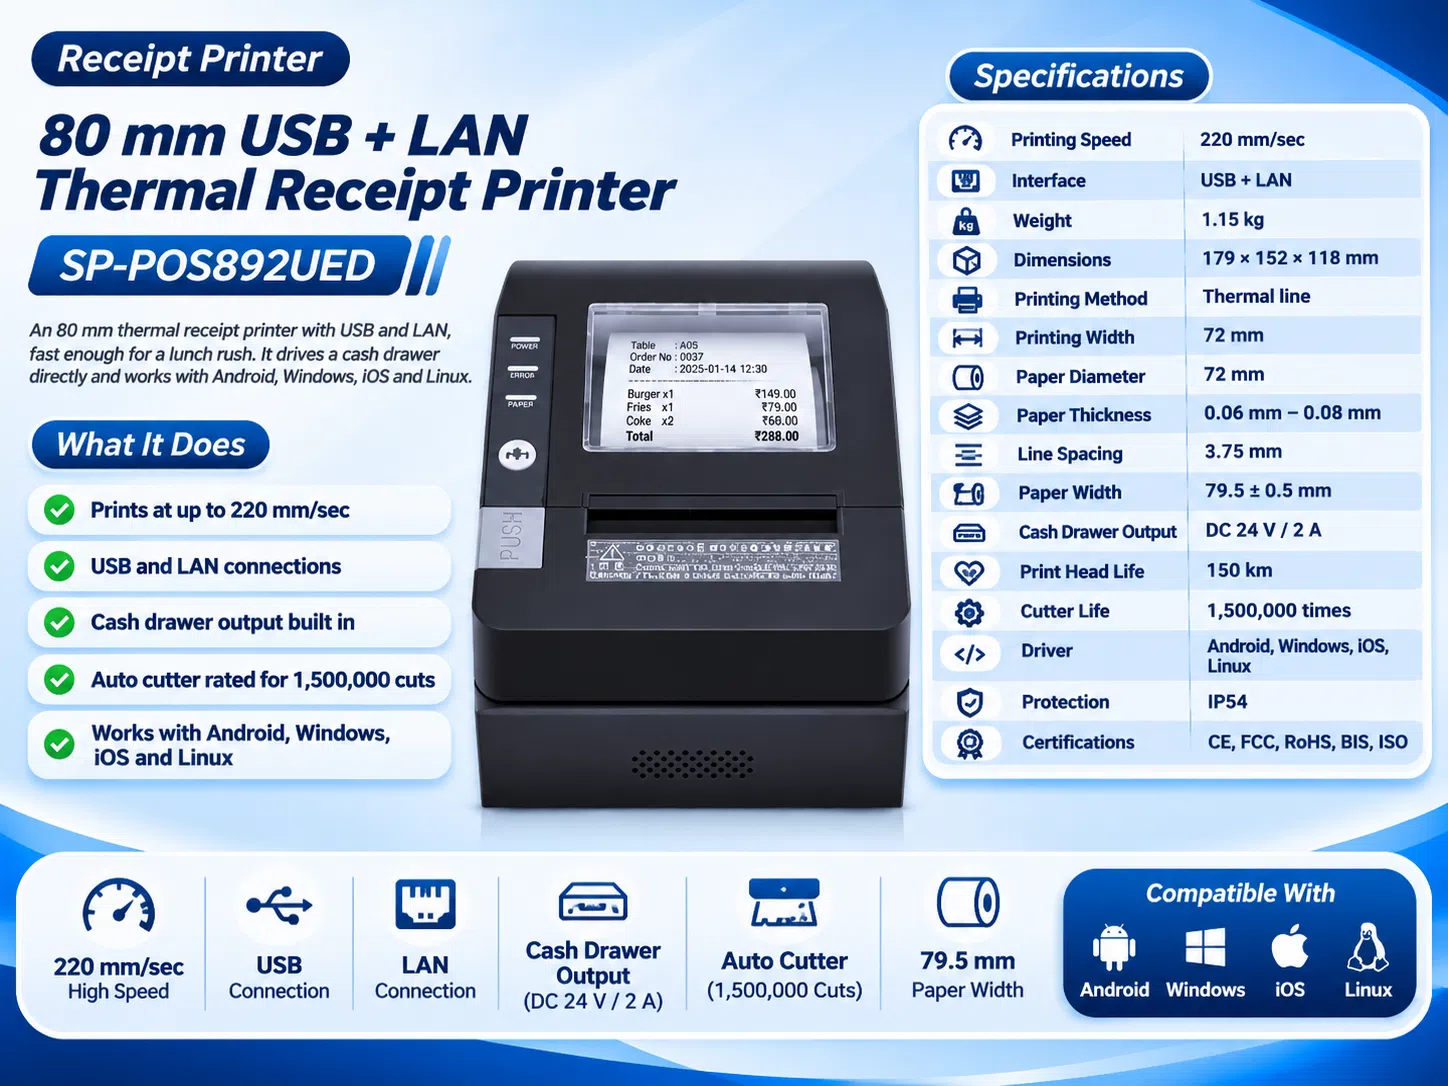 Receipt Printer
80 mm USB + LAN
Thermal Receipt Printer
SP-POS892UED
An 80 mm thermal receipt printer with USB and LAN,
fast enough for a lunch rush. It drives a cash drawer
directly and works with Android, Windows, iOS and Linux.
What It Does
Prints at up to 220 mm/sec
USB and LAN connections
Cash drawer output built in
Auto cutter rated for 1,500,000 cuts
Works with Android, Windows,
iOS and Linux
POWER
ERROR
PAPER
PUSH
Table : A05
Order No : 0037
Date : 2025-01-14 12:30
Burger x1 ₹149.00
Fries x1 ₹79.00
Coke x2 ₹60.00
Total ₹288.00
Specifications
Printing Speed 220 mm/sec
Interface USB + LAN
Kg
Weight 1.15 kg
Dimensions 179 × 152 × 118 mm
Printing Method Thermal line
Printing Width 72 mm
Paper Diameter 72 mm
Paper Thickness 0.06 mm – 0.08 mm
Line Spacing 3.75 mm
Paper Width 79.5 ± 0.5 mm
Cash Drawer Output DC 24 V / 2 A
Print Head Life 150 km
Cutter Life 1,500,000 times
</> Driver Android, Windows, iOS,
Linux
Protection IP54
Certifications CE, FCC, RoHS, BIS, ISO
220 mm/sec
High Speed
USB
Connection
LAN
Connection
Cash Drawer
Output
(DC 24 V / 2 A)
Auto Cutter
(1,500,000 Cuts)
79.5 mm
Paper Width
Compatible With
Android Windows iOS Linux